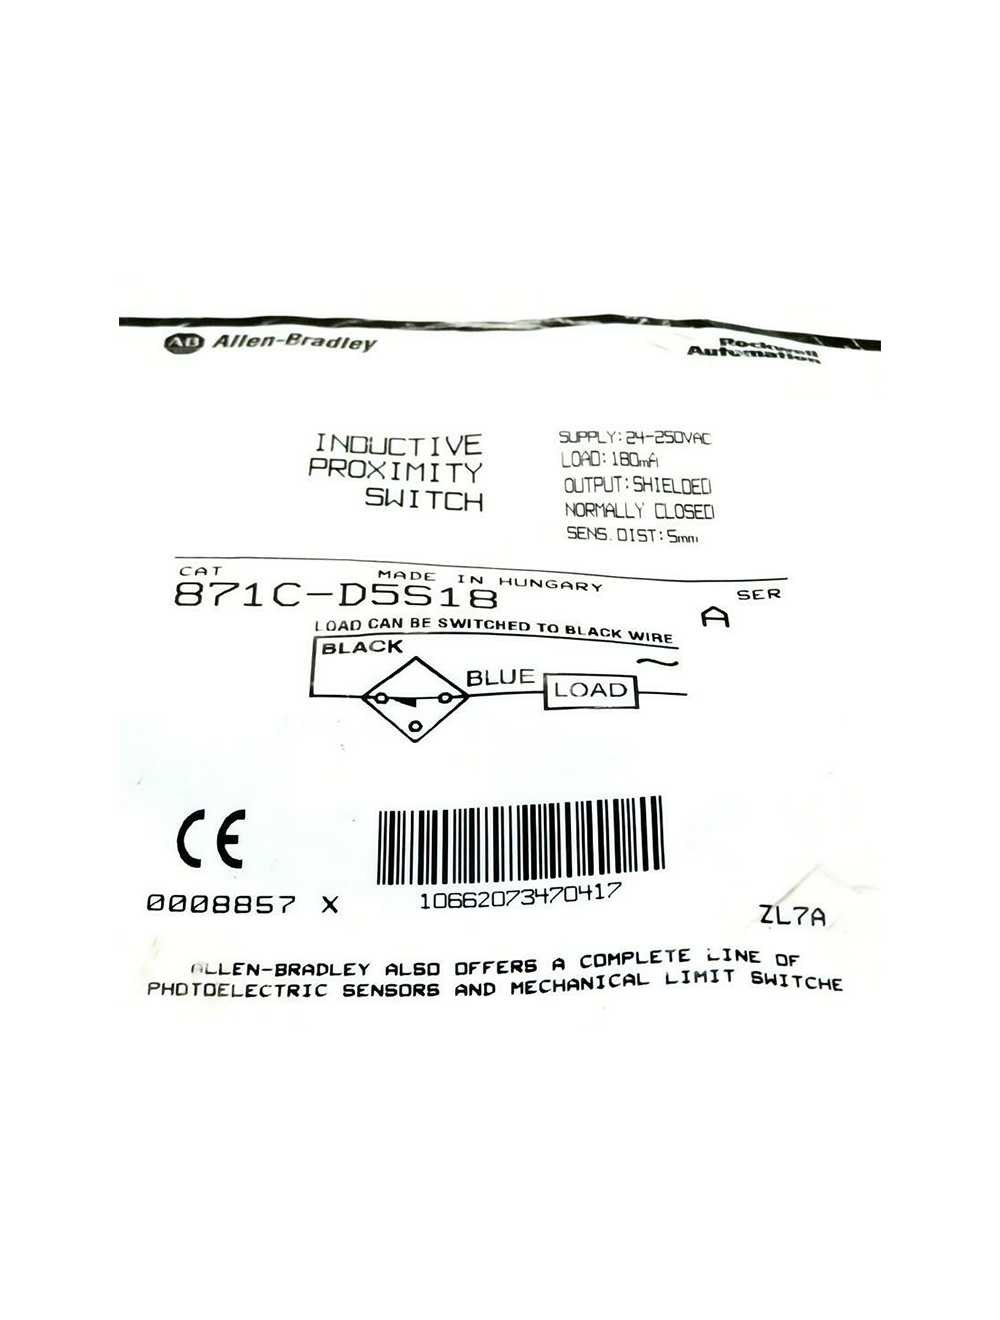 AB Allen-Bradley
Rockwell
Automation
INDUCTIVE
PROXIMITY
SWITCH
SUPPLY: 24-250VAC
LOAD: 180mA
OUTPUT: SHIELDED
NORMALLY CLOSED
SENS. DIST: 5mm
CAT
MADE IN HUNGARY
SER
871C-D5S18
A
LOAD CAN BE SWITCHED TO BLACK WIRE
BLACK
~
BLUE
LOAD
CE
10662073470417
0008857 X
ZL7A
ALLEN-BRADLEY ALSO OFFERS A COMPLETE LINE OF
PHOTOELECTRIC SENSORS AND MECHANICAL LIMIT SWITCHE